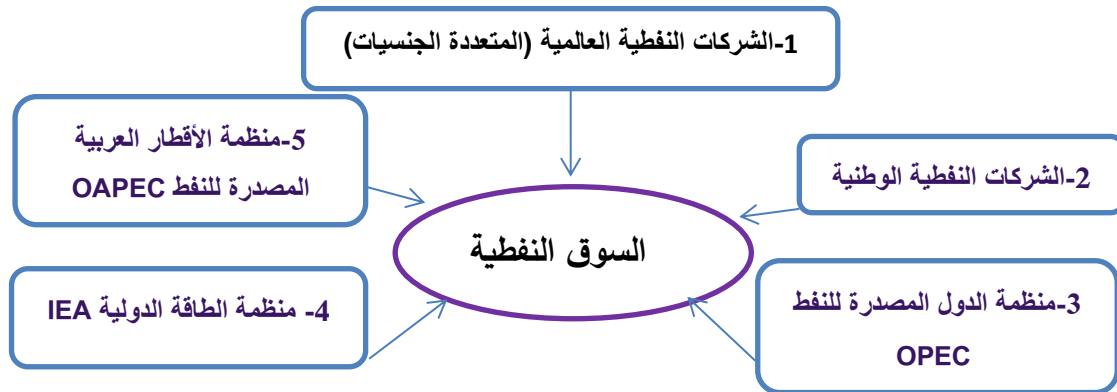 1-الشركات النفطية العالمية (المتعددة الجنسيات)
2-الشركات النفطية الوطنية
3-منظمة الدول المصدرة للنفط
OPEC
4- منظمة الطاقة الدولية IEA
5-منظمة الأقطار العربية
المصدرة للنفط OAPEC
السوق النفطية